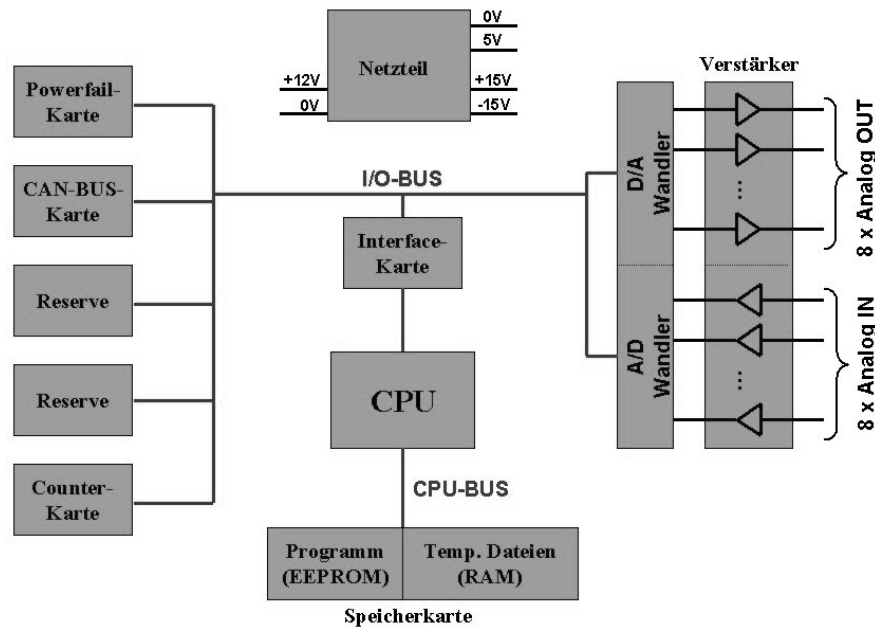 0V
5V
Netzteil
+12V
+15V
0V
-15V
Verstärker
Powerfail-
Karte
CAN-BUS-
Karte
Reserve
Reserve
Counter-
Karte
I/O-BUS
Interface-
Karte
CPU
CPU-BUS
Programm
(EEPROM)
Temp. Dateien
(RAM)
Speicherkarte
D/A
Wandler
A/D
Wandler
...
...
8 x Analog OUT
8 x Analog IN